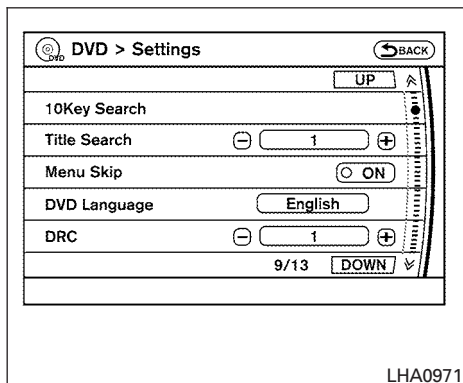 DVD DVD > Settings BACK
UP
10Key Search
Title Search 1
Menu Skip ON
DVD Language English
DRC 1
9/13 DOWN
LHA0971